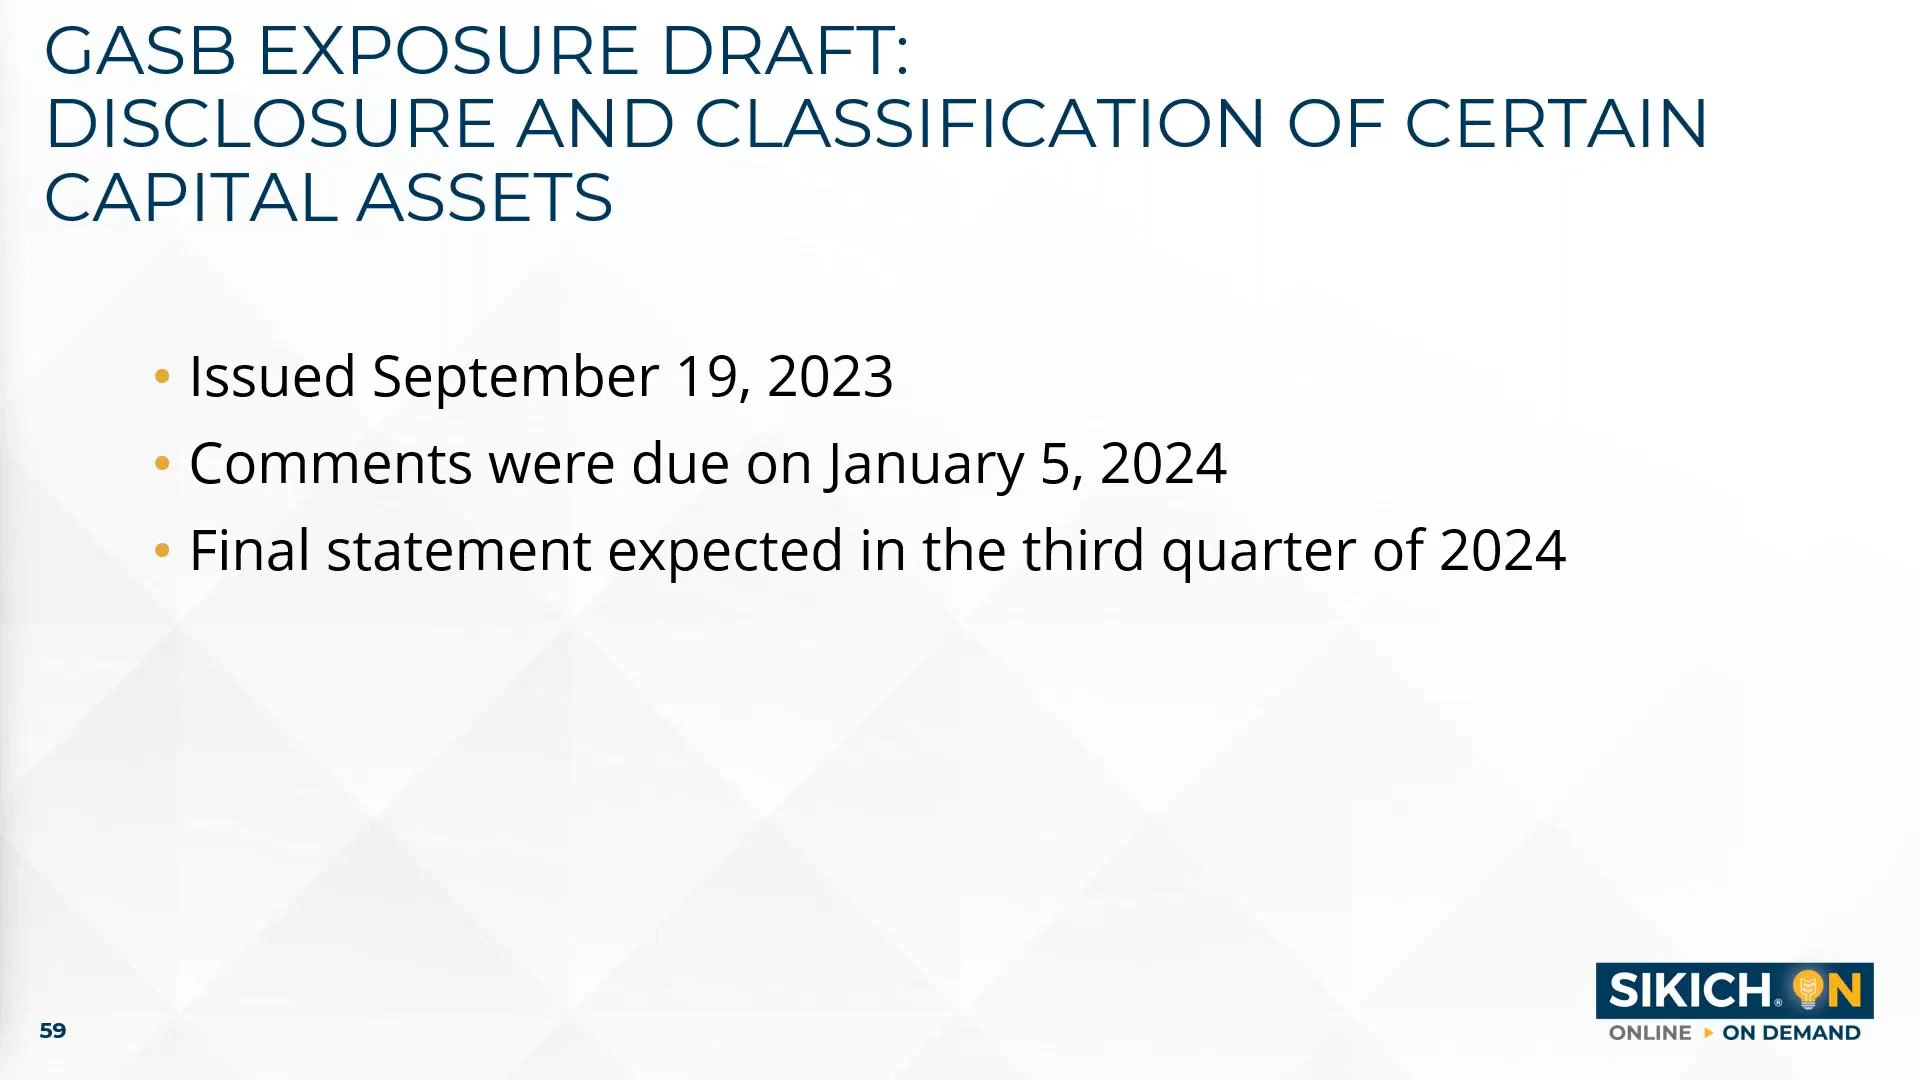 GASB EXPOSURE DRAFT:
DISCLOSURE AND CLASSIFICATION OF CERTAIN
CAPITAL ASSETS
• Issued September 19, 2023
• Comments were due on January 5, 2024
• Final statement expected in the third quarter of 2024
59
SIKICH® ON
ONLINE ▸ ON DEMAND